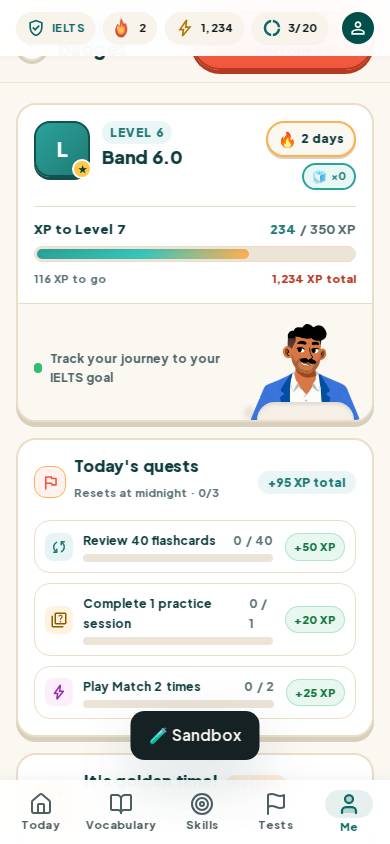 IELTS 2 1,234 3/20
L LEVEL 6 2 days
Band 6.0 ×0
XP to Level 7 234 / 350 XP
116 XP to go 1,234 XP total
Track your journey to your
IELTS goal
Today's quests
Resets at midnight · 0/3 +95 XP total
Review 40 flashcards 0 / 40 +50 XP
Complete 1 practice 0 /
session 1 +20 XP
Play Match 2 times 0 / 2 +25 XP
Sandbox
It's golden time!
Today Vocabulary Skills Tests Me